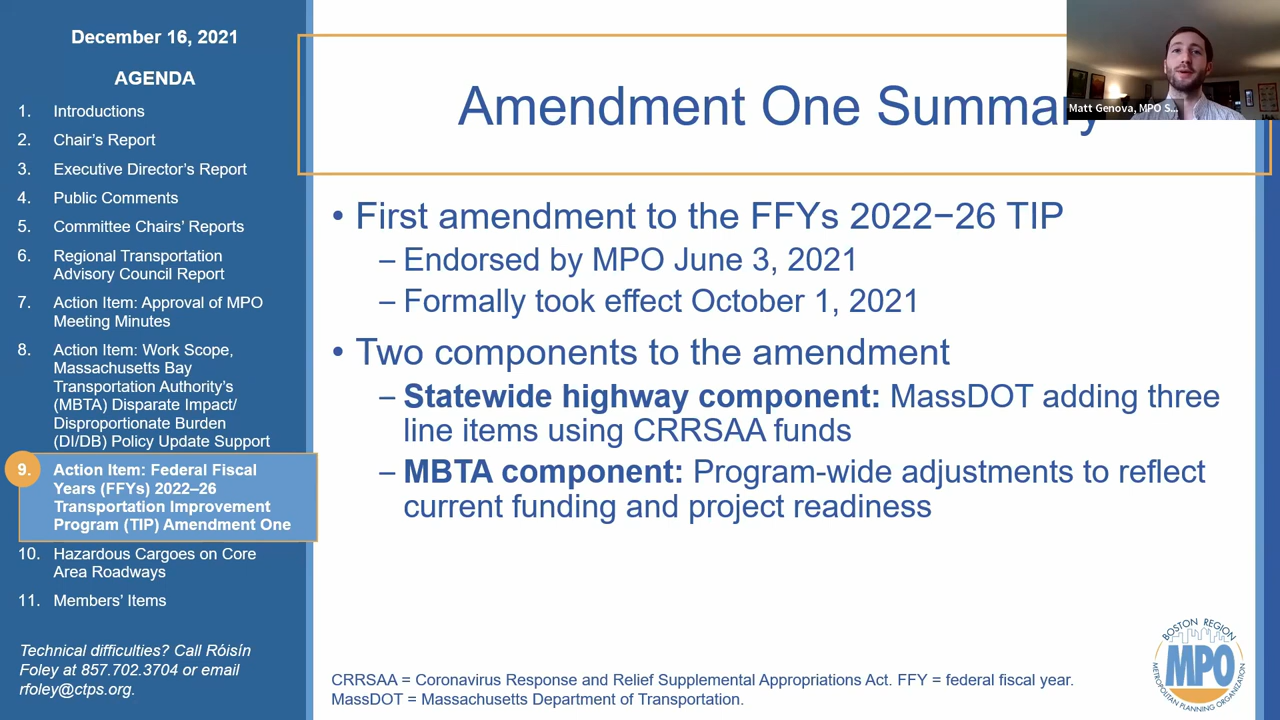 December 16, 2021
AGENDA
1. Introductions
2. Chair's Report
3. Executive Director's Report
4. Public Comments
5. Committee Chairs' Reports
6. Regional Transportation
Advisory Council Report
7. Action Item: Approval of MPO
Meeting Minutes
8. Action Item: Work Scope,
Massachusetts Bay
Transportation Authority's
(MBTA) Disparate Impact/
Disproportionate Burden
(DI/DB) Policy Update Support
9. Action Item: Federal Fiscal
Years (FFYs) 2022–26
Transportation Improvement
Program (TIP) Amendment One
10. Hazardous Cargoes on Core
Area Roadways
11. Members' Items
Technical difficulties? Call Róisín
Foley at 857.702.3704 or email
rfoley@ctps.org.
Amendment One Summary
Matt Genova, MPO S...
• First amendment to the FFYs 2022−26 TIP
– Endorsed by MPO June 3, 2021
– Formally took effect October 1, 2021
• Two components to the amendment
– Statewide highway component: MassDOT adding three
line items using CRRSAA funds
– MBTA component: Program-wide adjustments to reflect
current funding and project readiness
CRRSAA = Coronavirus Response and Relief Supplemental Appropriations Act. FFY = federal fiscal year.
MassDOT = Massachusetts Department of Transportation.
BOSTON REGION
MPO
METROPOLITAN PLANNING ORGANIZATION